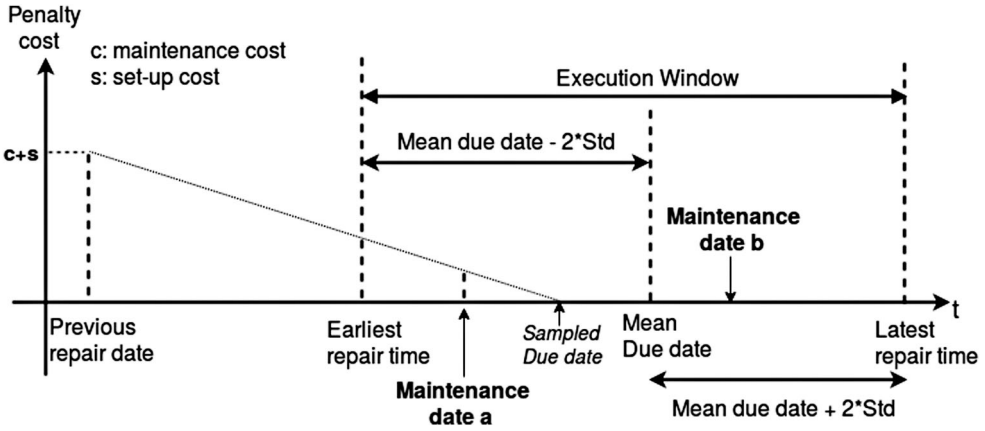 Penalty
cost
c: maintenance cost
s: set-up cost
Execution Window
Mean due date - 2*Std
c+s
Maintenance
date b
t
Previous
repair date
Earliest
repair time
Sampled
Due date
Mean
Due date
Latest
repair time
Maintenance
date a
Mean due date + 2*Std